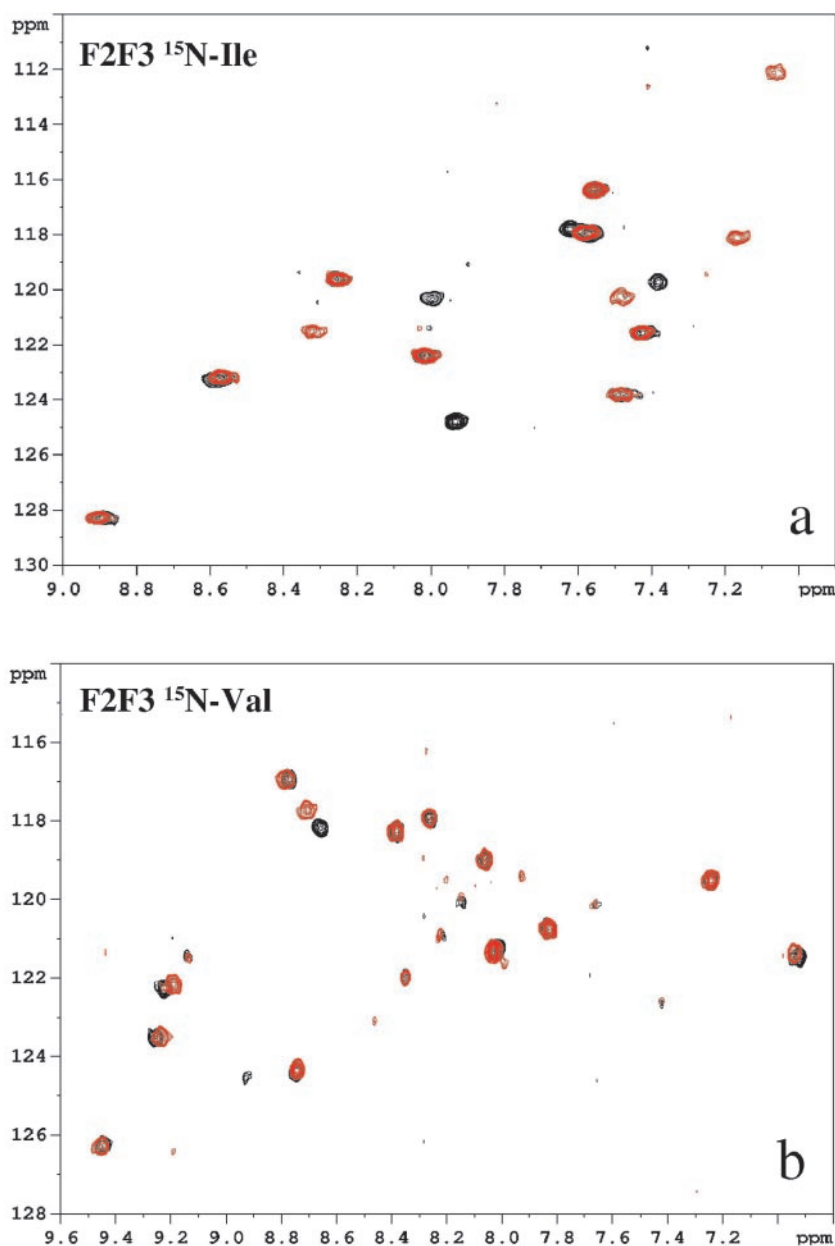 ppm
F2F3 ¹⁵N-Ile
112
114
116
118
120
122
124
126
128
130
a
9.0 8.8 8.6 8.4 8.2 8.0 7.8 7.6 7.4 7.2 ppm
ppm
F2F3 ¹⁵N-Val
116
118
120
122
124
126
128
b
9.6 9.4 9.2 9.0 8.8 8.6 8.4 8.2 8.0 7.8 7.6 7.4 7.2 ppm